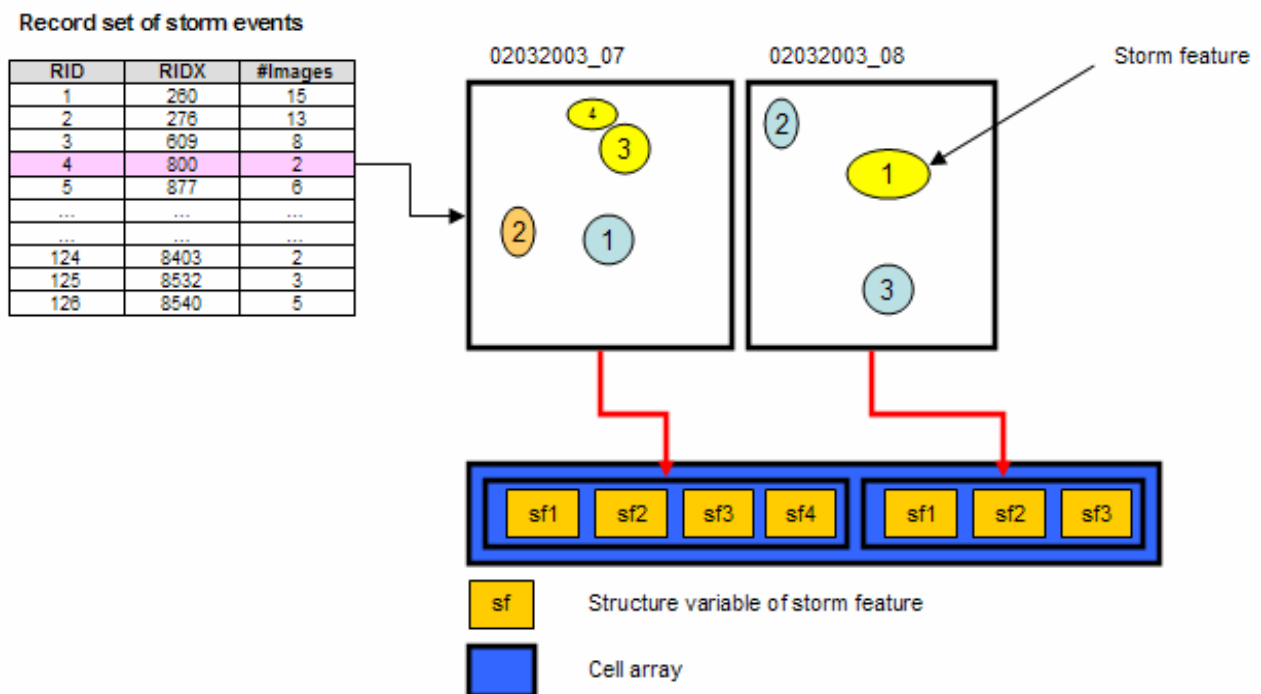 Record set of storm events
RID RIDX #Images
1 260 15
2 276 13
3 609 8
4 800 2
5 877 6
... ... ...
... ... ...
124 8403 2
125 8532 3
126 8540 5
02032003_07
4
3
2
1
02032003_08
2
1
3
Storm feature
sf1 sf2 sf3 sf4 sf1 sf2 sf3
sf Structure variable of storm feature
Cell array